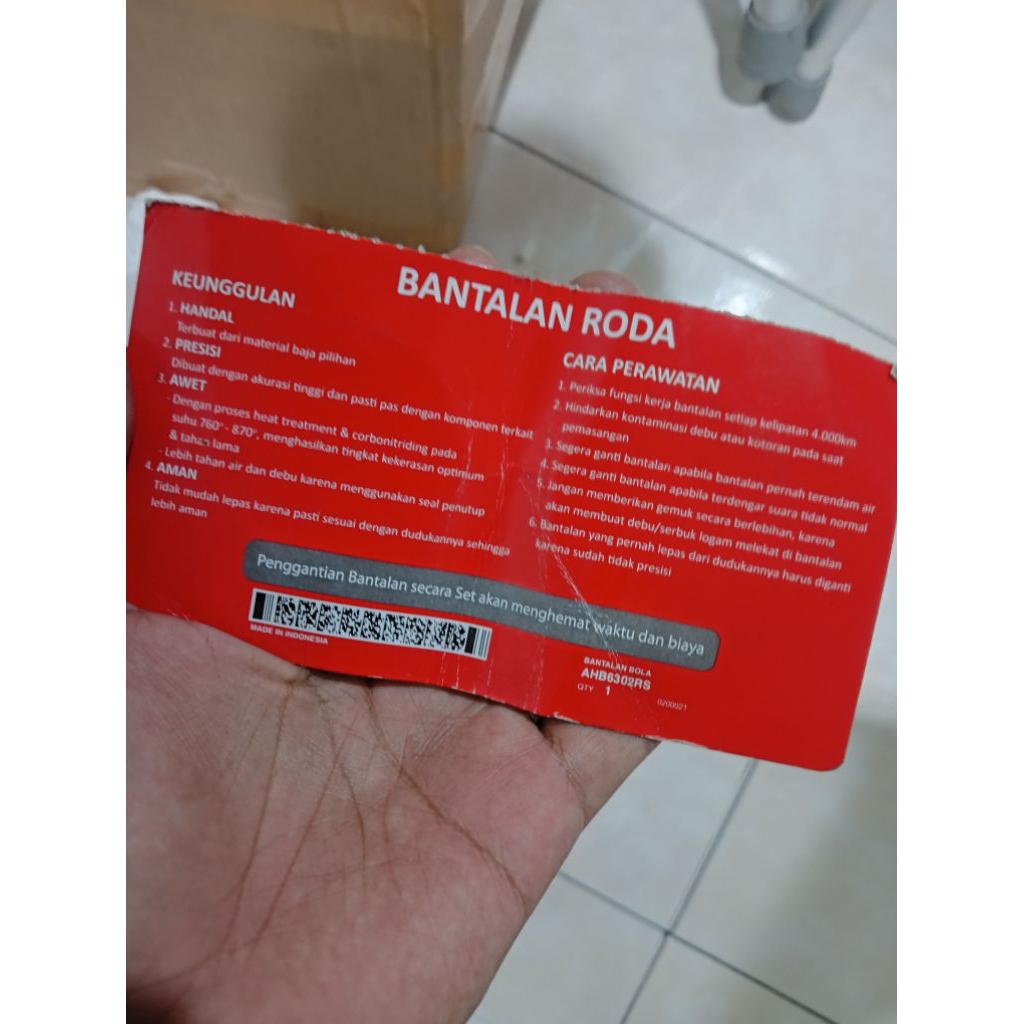 BANTALAN RODA
KEUNGGULAN
1. HANDAL
Terbuat dari material baja pilihan
2. PRESISI
Dibuat dengan akurasi tinggi dan pasti pas dengan komponen terkait
3. AWET
- Dengan proses heat treatment & corbonitriding pada
suhu 760° - 870°, menghasilkan tingkat kekerasan optimum
& tahan lama
- Lebih tahan air dan debu karena menggunakan seal penutup
4. AMAN
Tidak mudah lepas karena pasti sesuai dengan dudukannya sehingga
lebih aman
CARA PERAWATAN
1. Periksa fungsi kerja bantalan setiap kelipatan 4.000km
2. Hindarkan kontaminasi debu atau kotoran pada saat
pemasangan
3. Segera ganti bantalan apabila bantalan pernah terendam air
4. Segera ganti bantalan apabila terdengar suara tidak normal
5. Jangan memberikan gemuk secara berlebihan, karena
akan membuat debu/serbuk logam melekat di bantalan
6. Bantalan yang pernah lepas dari dudukannya harus diganti
karena sudah tidak presisi
Penggantian Bantalan secara Set akan menghemat waktu dan biaya
MADE IN INDONESIA
BANTALAN BOLA
AHB6302RS
QTY 1
0200021